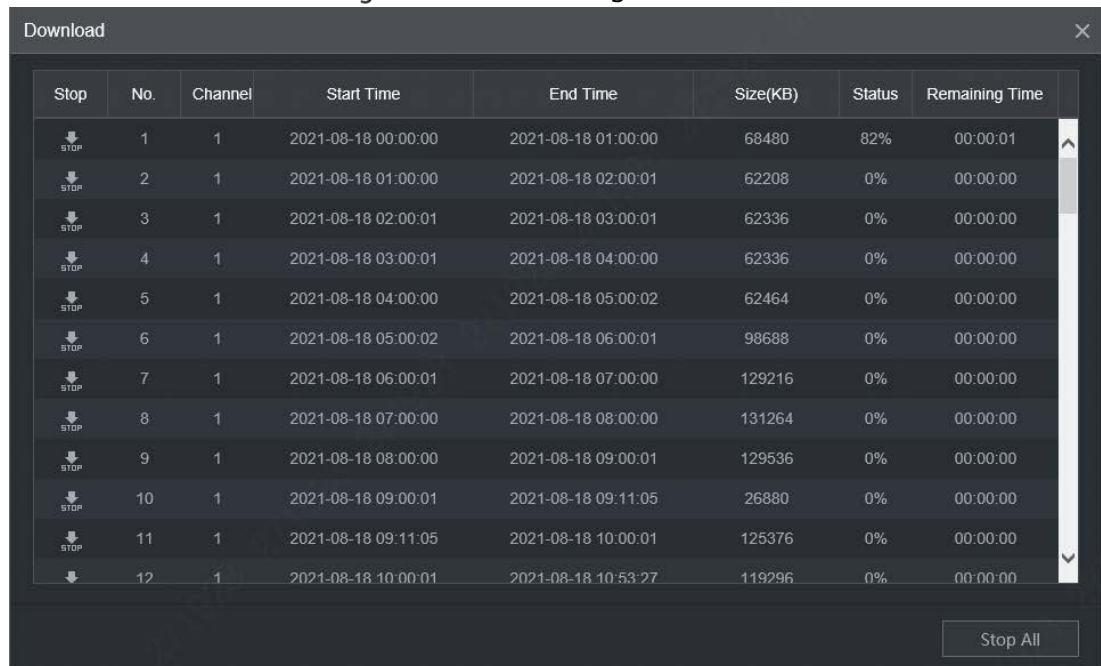 Download
Stop No. Channel Start Time End Time Size(KB) Status Remaining Time
STOP 1 1 2021-08-18 00:00:00 2021-08-18 01:00:00 68480 82% 00:00:01
STOP 2 1 2021-08-18 01:00:00 2021-08-18 02:00:01 62208 0% 00:00:00
STOP 3 1 2021-08-18 02:00:01 2021-08-18 03:00:01 62336 0% 00:00:00
STOP 4 1 2021-08-18 03:00:01 2021-08-18 04:00:00 62336 0% 00:00:00
STOP 5 1 2021-08-18 04:00:00 2021-08-18 05:00:02 62464 0% 00:00:00
STOP 6 1 2021-08-18 05:00:02 2021-08-18 06:00:01 98688 0% 00:00:00
STOP 7 1 2021-08-18 06:00:01 2021-08-18 07:00:00 129216 0% 00:00:00
STOP 8 1 2021-08-18 07:00:00 2021-08-18 08:00:00 131264 0% 00:00:00
STOP 9 1 2021-08-18 08:00:00 2021-08-18 09:00:01 129536 0% 00:00:00
STOP 10 1 2021-08-18 09:00:01 2021-08-18 09:11:05 26880 0% 00:00:00
STOP 11 1 2021-08-18 09:11:05 2021-08-18 10:00:01 125376 0% 00:00:00
12 1 2021-08-18 10:00:01 2021-08-18 10:53:27 119296 0% 00:00:00
Stop All